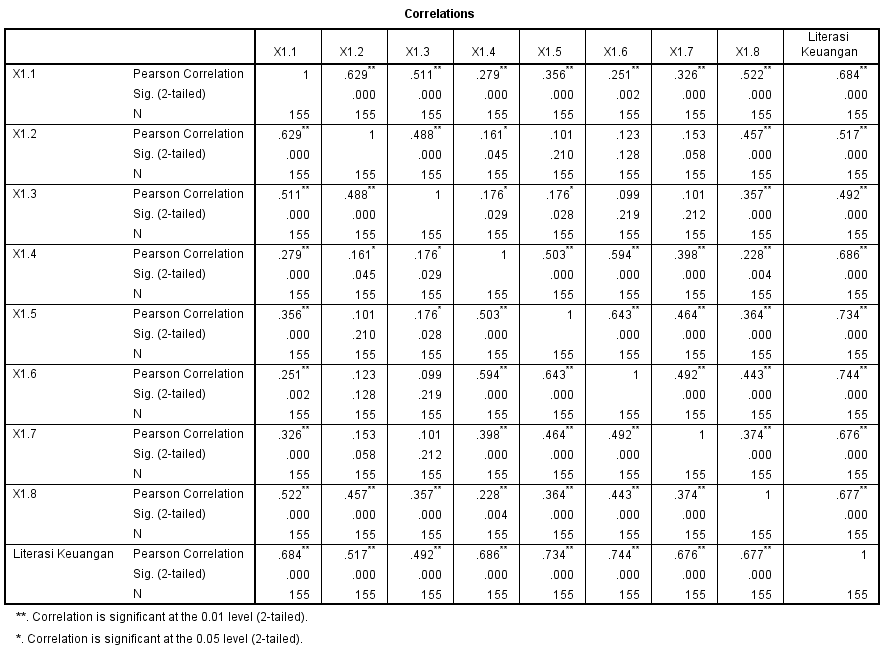 Correlations
X1.1 X1.2 X1.3 X1.4 X1.5 X1.6 X1.7 X1.8 Literasi Keuangan
X1.1 Pearson Correlation 1 .629** .511** .279** .356** .251** .326** .522** .684**
Sig. (2-tailed) .000 .000 .000 .000 .002 .000 .000 .000
N 155 155 155 155 155 155 155 155 155
X1.2 Pearson Correlation .629** 1 .488** .161* .101 .123 .153 .457** .517**
Sig. (2-tailed) .000 .000 .045 .210 .128 .058 .000 .000
N 155 155 155 155 155 155 155 155 155
X1.3 Pearson Correlation .511** .488** 1 .176* .176* .099 .101 .357** .492**
Sig. (2-tailed) .000 .000 .029 .028 .219 .212 .000 .000
N 155 155 155 155 155 155 155 155 155
X1.4 Pearson Correlation .279** .161* .176* 1 .503** .594** .398** .228** .686**
Sig. (2-tailed) .000 .045 .029 .000 .000 .000 .004 .000
N 155 155 155 155 155 155 155 155 155
X1.5 Pearson Correlation .356** .101 .176* .503** 1 .643** .464** .364** .734**
Sig. (2-tailed) .000 .210 .028 .000 .000 .000 .000 .000
N 155 155 155 155 155 155 155 155 155
X1.6 Pearson Correlation .251** .123 .099 .594** .643** 1 .492** .443** .744**
Sig. (2-tailed) .002 .128 .219 .000 .000 .000 .000 .000
N 155 155 155 155 155 155 155 155 155
X1.7 Pearson Correlation .326** .153 .101 .398** .464** .492** 1 .374** .676**
Sig. (2-tailed) .000 .058 .212 .000 .000 .000 .000 .000
N 155 155 155 155 155 155 155 155 155
X1.8 Pearson Correlation .522** .457** .357** .228** .364** .443** .374** 1 .677**
Sig. (2-tailed) .000 .000 .000 .004 .000 .000 .000 .000
N 155 155 155 155 155 155 155 155 155
Literasi Keuangan Pearson Correlation .684** .517** .492** .686** .734** .744** .676** .677** 1
Sig. (2-tailed) .000 .000 .000 .000 .000 .000 .000 .000
N 155 155 155 155 155 155 155 155 155
**. Correlation is significant at the 0.01 level (2-tailed).
*. Correlation is significant at the 0.05 level (2-tailed).